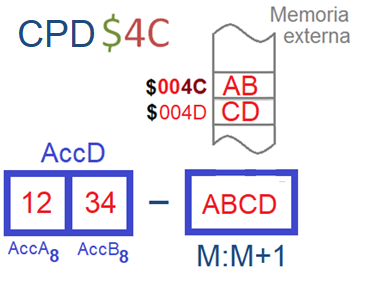 CPD $4C
Memoria
externa
$004C AB
$004D CD
AccD
12 34 – ABCD
AccA8 AccB8
M:M+1